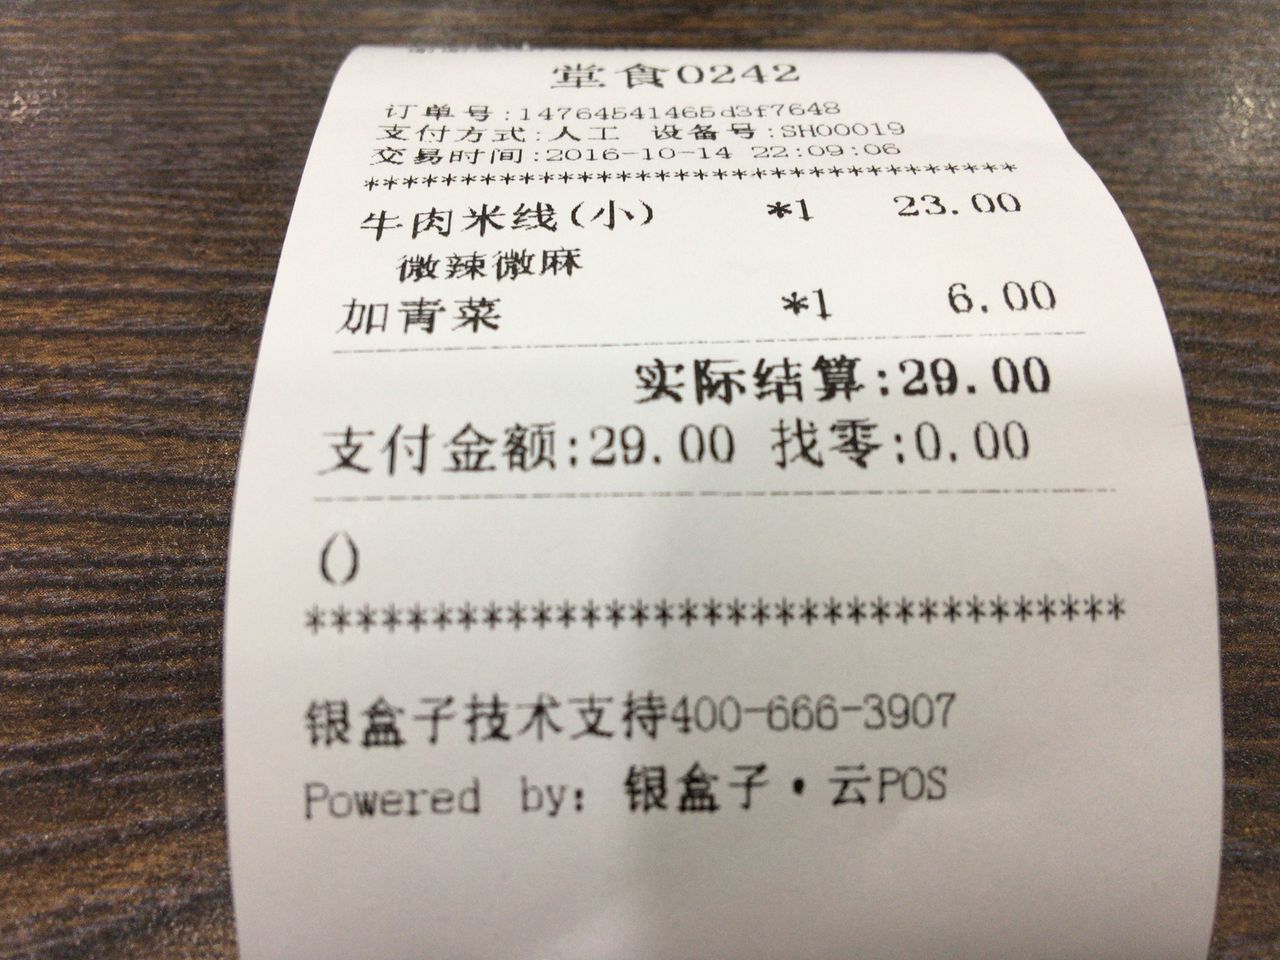 堂食0242
订单号:14764541465d3f7648
支付方式:人工 设备号:SH00019
交易时间:2016-10-14 22:09:06
**********************************
牛肉米线(小) *1 23.00
微辣微麻
加青菜 *1 6.00
实际结算:29.00
支付金额:29.00 找零:0.00
()
**********************************
银盒子技术支持400-666-3907
Powered by: 银盒子·云POS